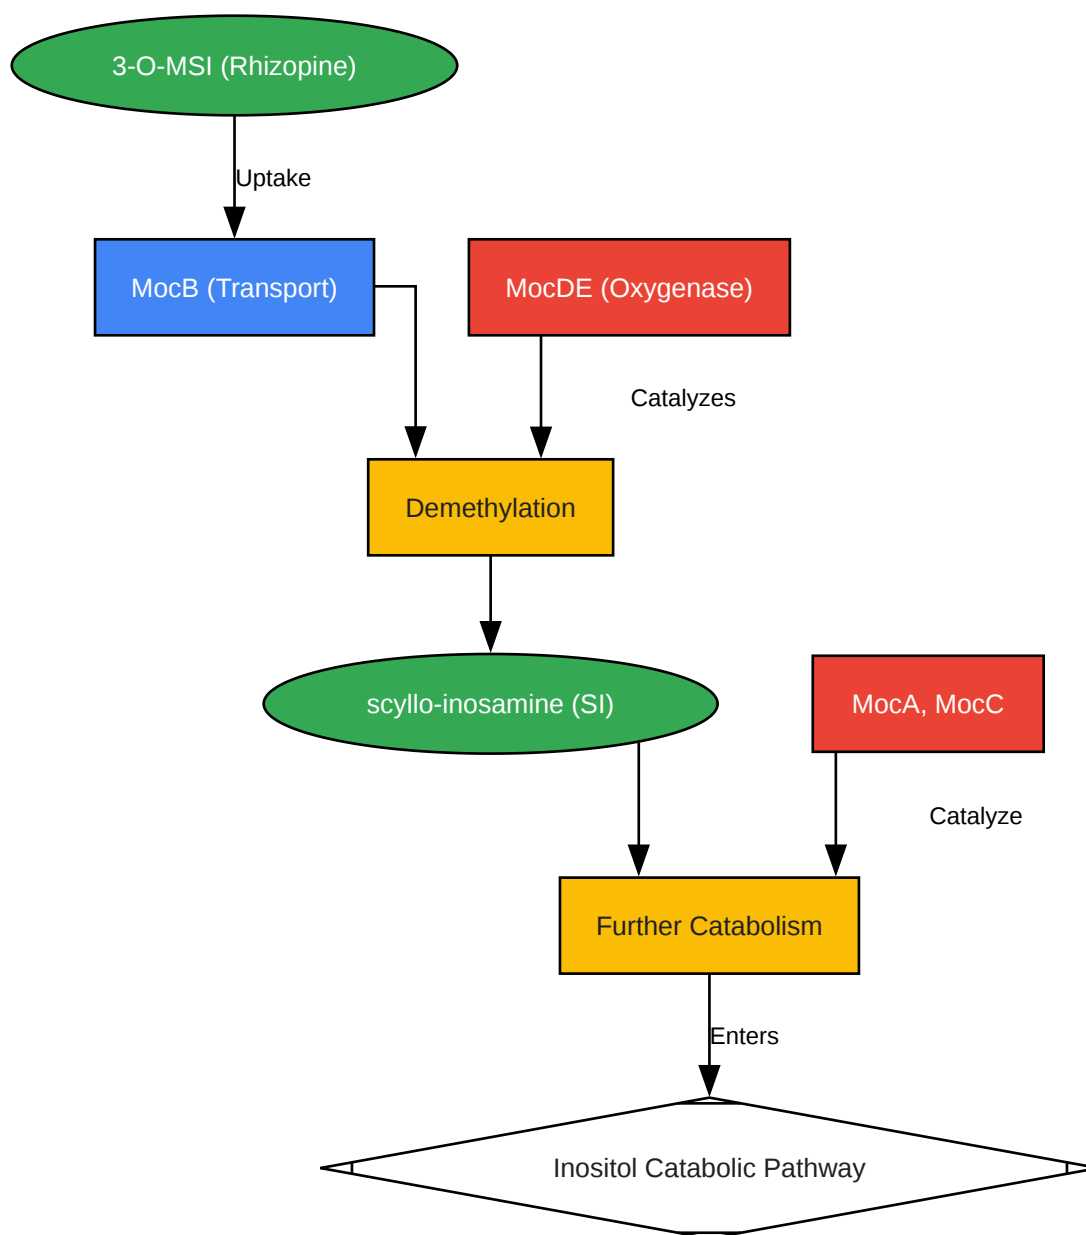 3-O-MSI (Rhizopine)
Uptake
MocB (Transport)
MocDE (Oxygenase)
Catalyzes
Demethylation
scyllo-inosamine (SI)
MocA, MocC
Catalyze
Further Catabolism
Enters
Inositol Catabolic Pathway